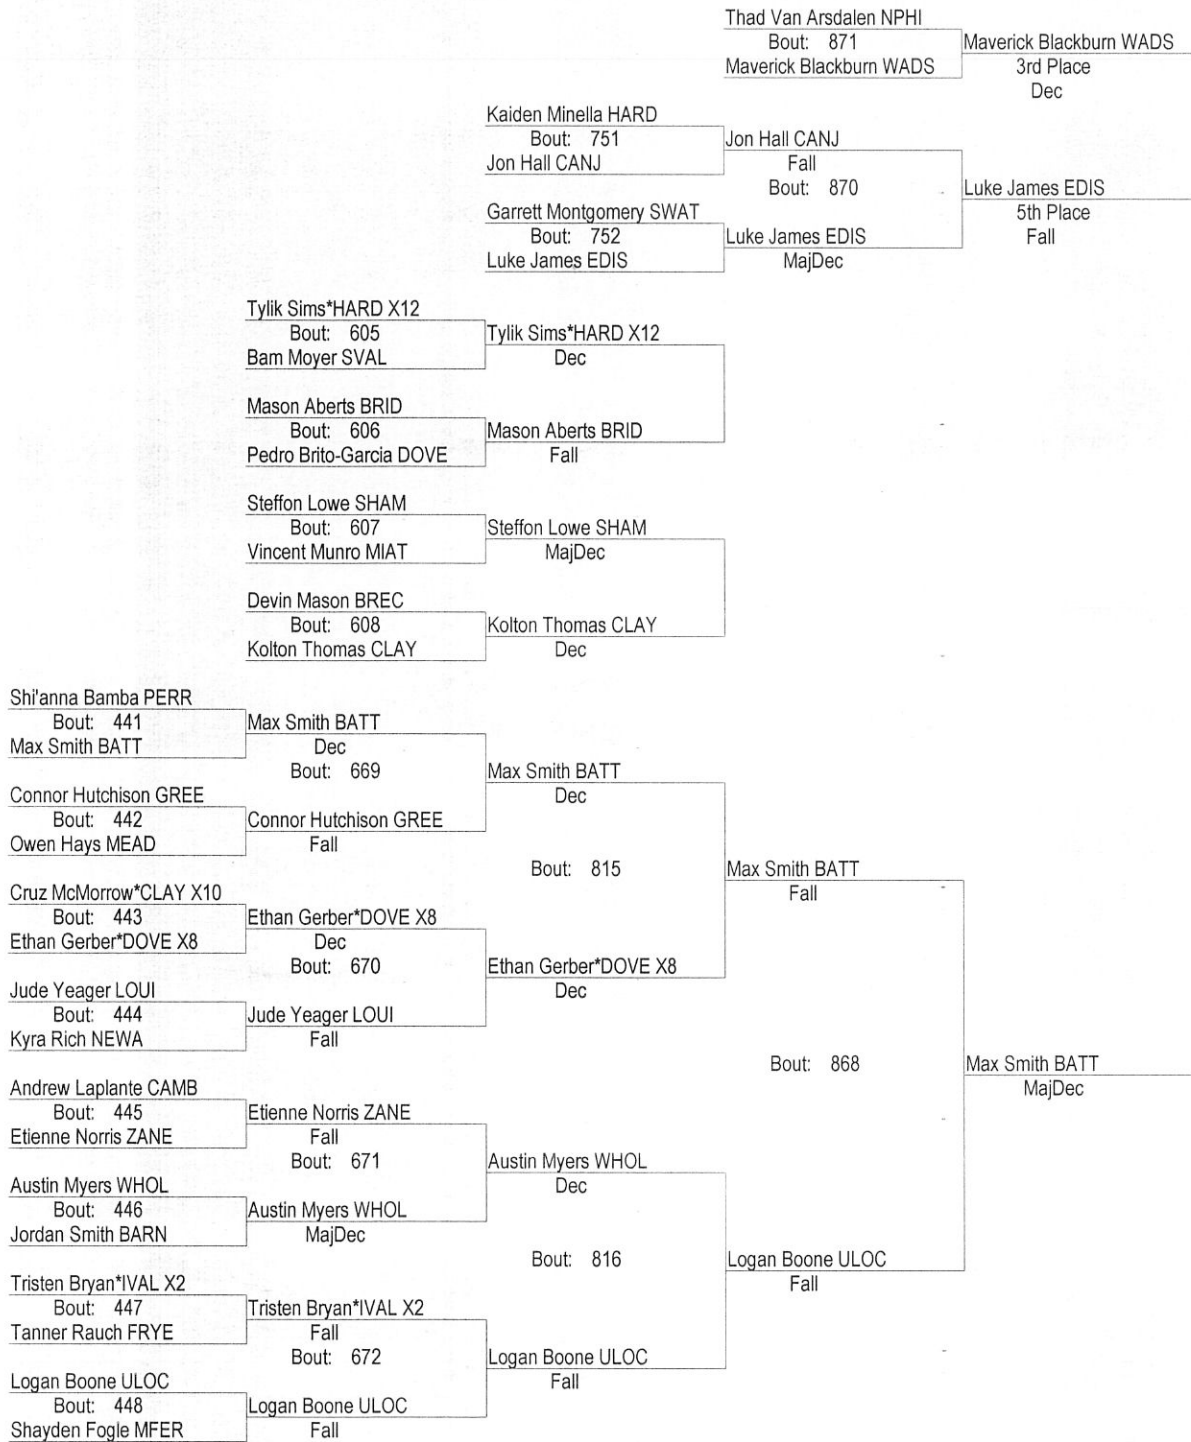 Thad Van Arsdalen NPHI
Bout: 871
Maverick Blackburn WADS
Maverick Blackburn WADS
3rd Place
Dec
Kaiden Minella HARD
Bout: 751
Jon Hall CANJ
Jon Hall CANJ
Fall
Bout: 870
Luke James EDIS
5th Place
Fall
Garrett Montgomery SWAT
Bout: 752
Luke James EDIS
Luke James EDIS
MajDec
Tylik Sims*HARD X12
Bout: 605
Bam Moyer SVAL
Tylik Sims*HARD X12
Dec
Mason Aberts BRID
Bout: 606
Pedro Brito-Garcia DOVE
Mason Aberts BRID
Fall
Steffon Lowe SHAM
Bout: 607
Vincent Munro MIAT
Steffon Lowe SHAM
MajDec
Devin Mason BREC
Bout: 608
Kolton Thomas CLAY
Kolton Thomas CLAY
Dec
Shi'anna Bamba PERR
Bout: 441
Max Smith BATT
Max Smith BATT
Dec
Bout: 669
Max Smith BATT
Dec
Connor Hutchison GREE
Bout: 442
Owen Hays MEAD
Connor Hutchison GREE
Fall
Bout: 815
Max Smith BATT
Fall
Cruz McMorrow*CLAY X10
Bout: 443
Ethan Gerber*DOVE X8
Ethan Gerber*DOVE X8
Dec
Bout: 670
Ethan Gerber*DOVE X8
Dec
Jude Yeager LOUI
Bout: 444
Kyra Rich NEWA
Jude Yeager LOUI
Fall
Bout: 868
Max Smith BATT
MajDec
Andrew Laplante CAMB
Bout: 445
Etienne Norris ZANE
Etienne Norris ZANE
Fall
Bout: 671
Austin Myers WHOL
Dec
Austin Myers WHOL
Bout: 446
Jordan Smith BARN
Austin Myers WHOL
MajDec
Bout: 816
Logan Boone ULOC
Fall
Tristen Bryan*IVAL X2
Bout: 447
Tanner Rauch FRYE
Tristen Bryan*IVAL X2
Fall
Bout: 672
Logan Boone ULOC
Fall
Logan Boone ULOC
Bout: 448
Shayden Fogle MFER
Logan Boone ULOC
Fall